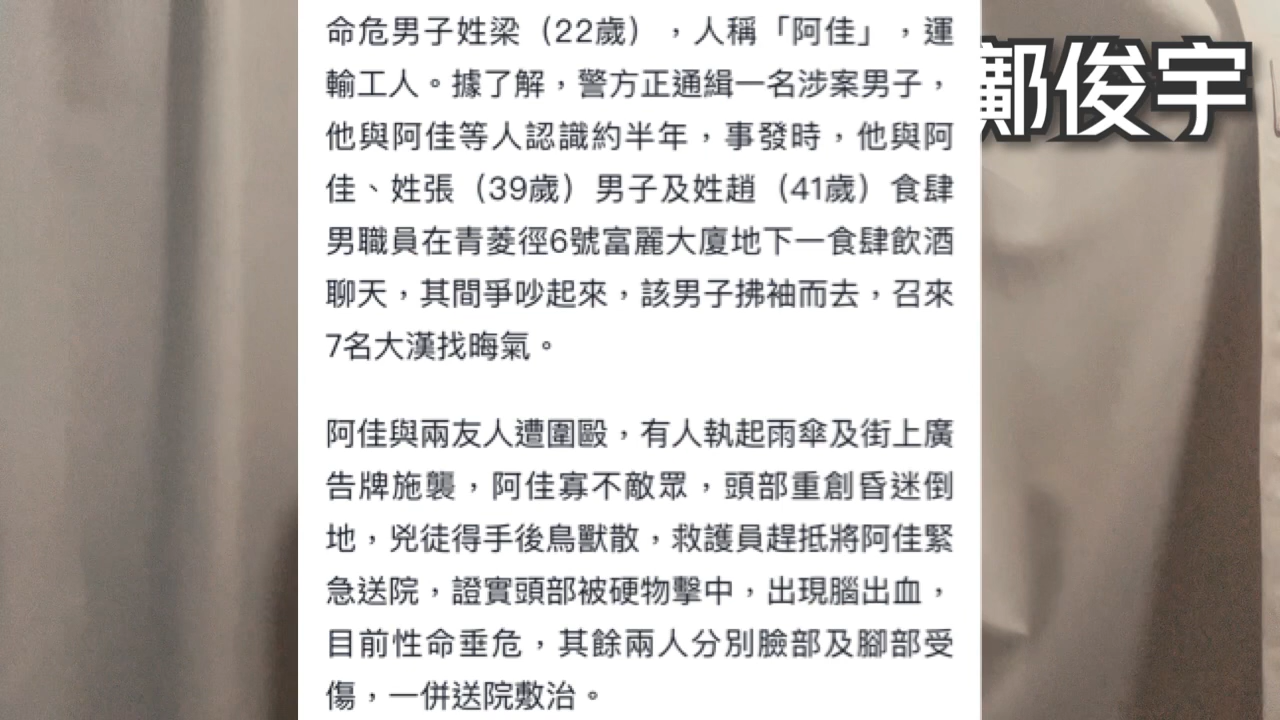 命危男子姓梁（22歲），人稱「阿佳」，運
輸工人。據了解，警方正通緝一名涉案男子，
他與阿佳等人認識約半年，事發時，他與阿
佳、姓張（39歲）男子及姓趙（41歲）食肆
男職員在青菱徑6號富麗大廈地下一食肆飲酒
聊天，其間爭吵起來，該男子拂袖而去，召來
7名大漢找晦氣。
阿佳與兩友人遭圍毆，有人執起雨傘及街上廣
告牌施襲，阿佳寡不敵眾，頭部重創昏迷倒
地，兇徒得手後鳥獸散，救護員趕抵將阿佳緊
急送院，證實頭部被硬物擊中，出現腦出血，
目前性命垂危，其餘兩人分別臉部及腳部受
傷，一併送院敷治。
鄺俊宇